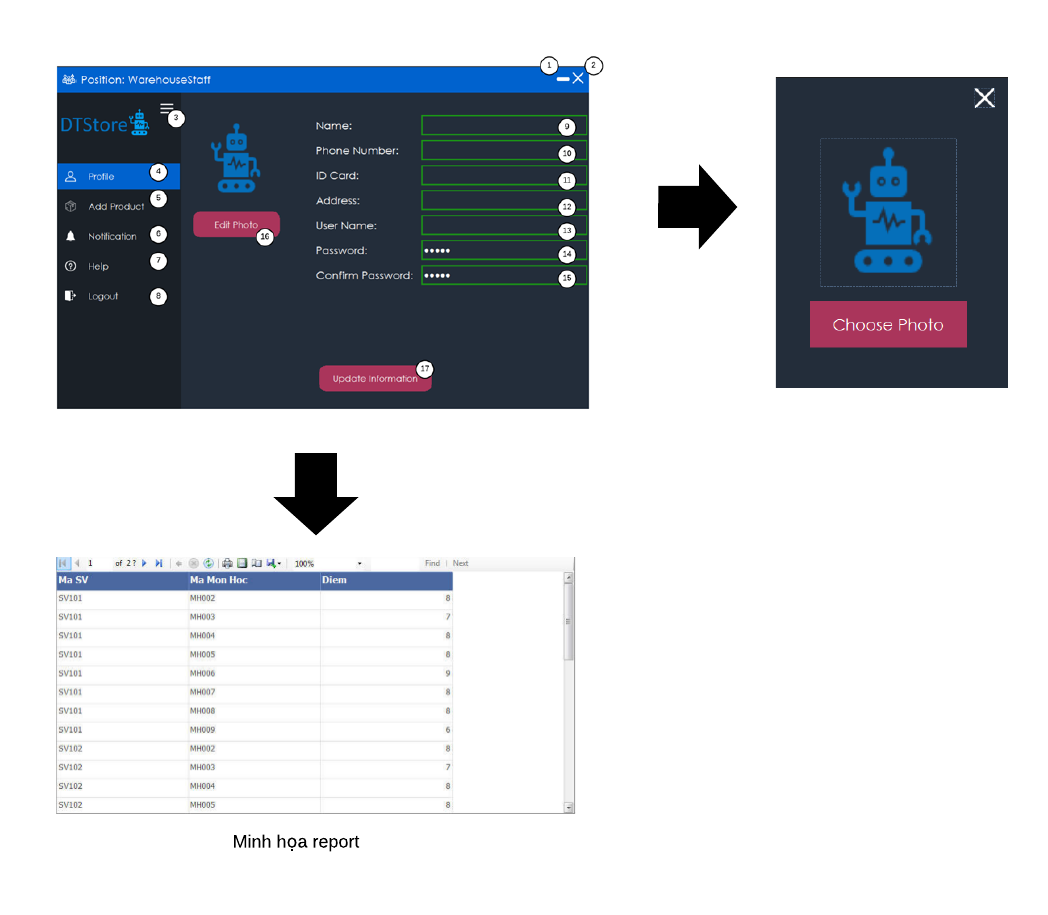 1 2
Position: WarehouseStaff
DTStore 3
Profile 4
Add Product 5
Notification 6
Help 7
Logout 8
Name: 9
Phone Number: 10
ID Card: 11
Address: 12
User Name: 13
Password: ••••• 14
Confirm Password: ••••• 15
Edit Photo 16
Update Information 17
Choose Photo
1 of 2 ? 100% Find | Next
Ma SV Ma Mon Hoc Diem
SV101 MH002 8
SV101 MH003 7
SV101 MH004 8
SV101 MH005 8
SV101 MH006 9
SV101 MH007 8
SV101 MH008 8
SV101 MH009 6
SV102 MH002 8
SV102 MH003 7
SV102 MH004 8
SV102 MH005 8
Minh họa report